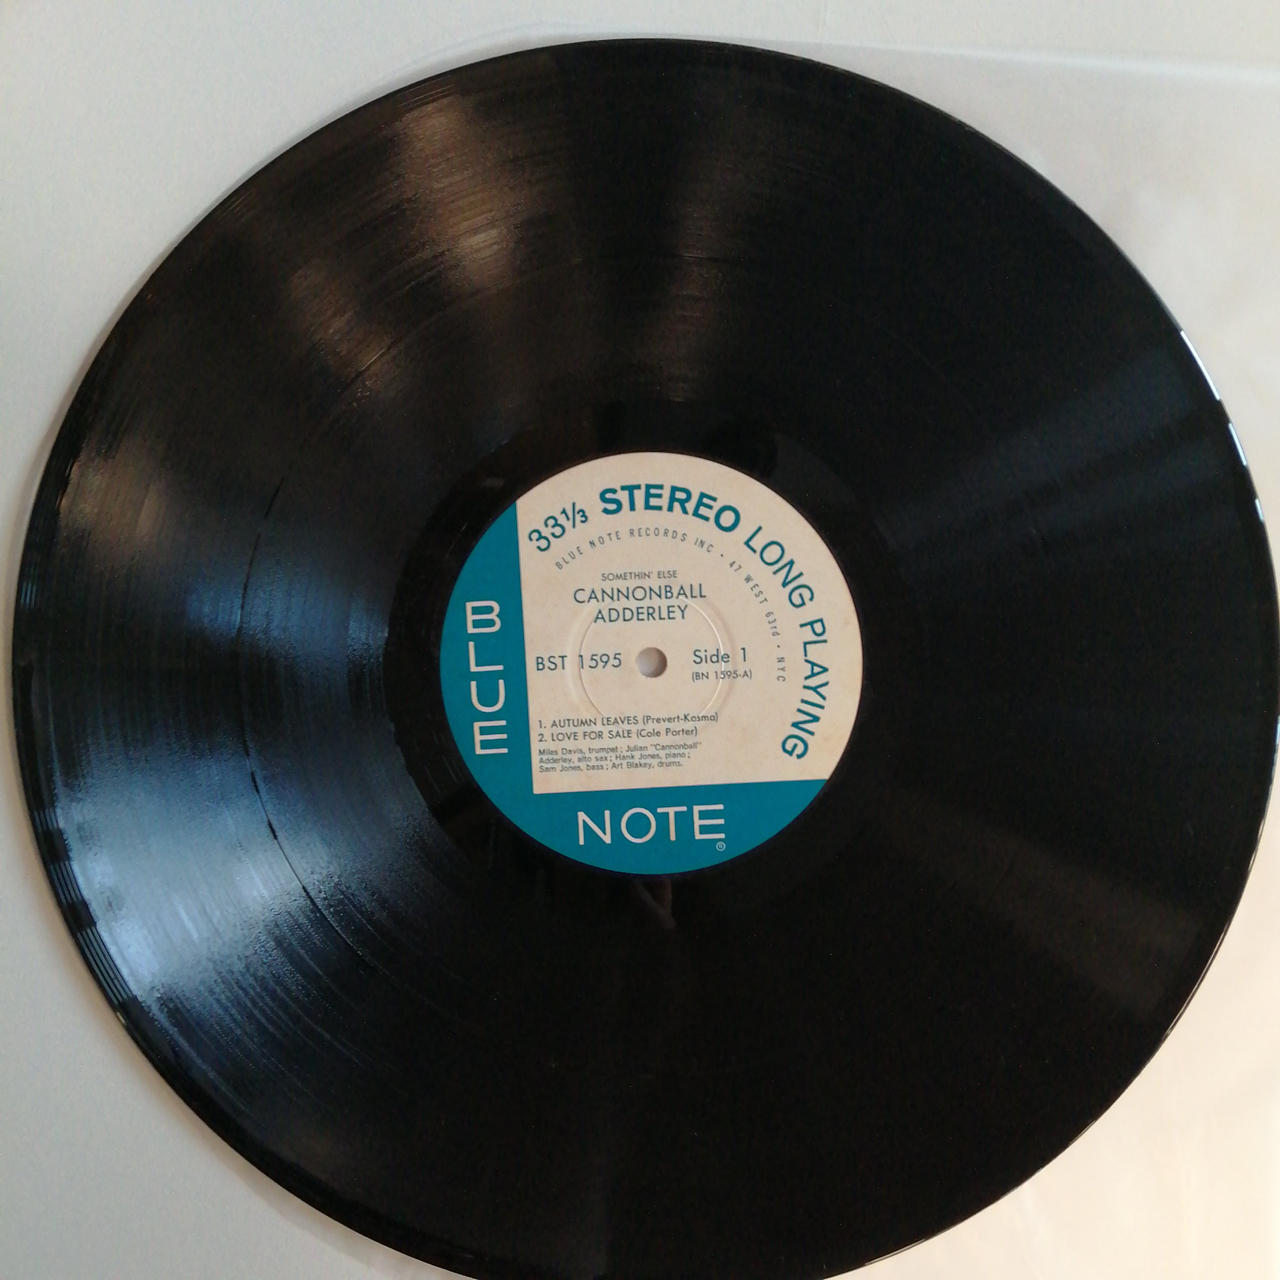 33⅓ STEREO LONG PLAYING
BLUE NOTE RECORDS INC · 47 WEST 63rd · NYC
SOMETHIN' ELSE
CANNONBALL
ADDERLEY
BST 1595
Side 1
(BN 1595-A)
1. AUTUMN LEAVES (Prevert-Kosma)
2. LOVE FOR SALE (Cole Porter)
Miles Davis, trumpet ; Julian "Cannonball"
Adderley, alto sax ; Hank Jones, piano ;
Sam Jones, bass ; Art Blakey, drums.
BLUE
NOTE
®